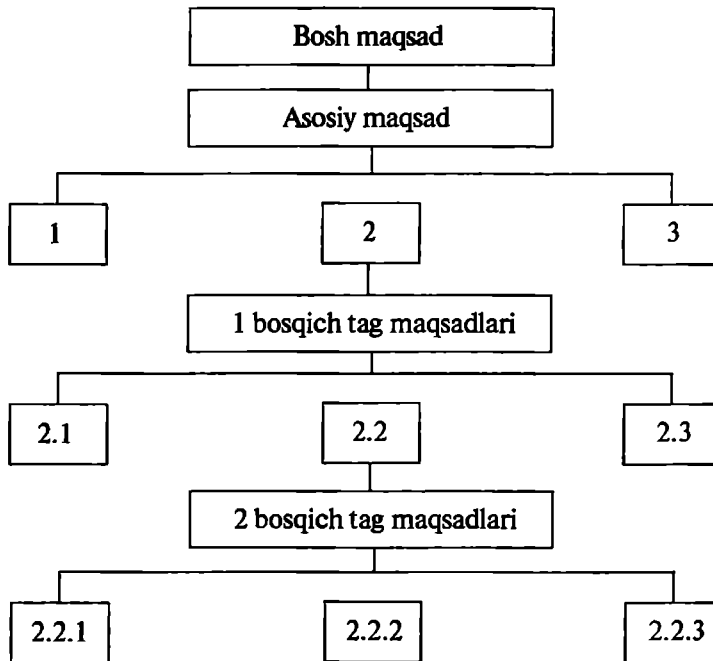 Bosh maqsad
Asosiy maqsad
1 2 3
1 bosqich tag maqsadlari
2.1 2.2 2.3
2 bosqich tag maqsadlari
2.2.1 2.2.2 2.2.3